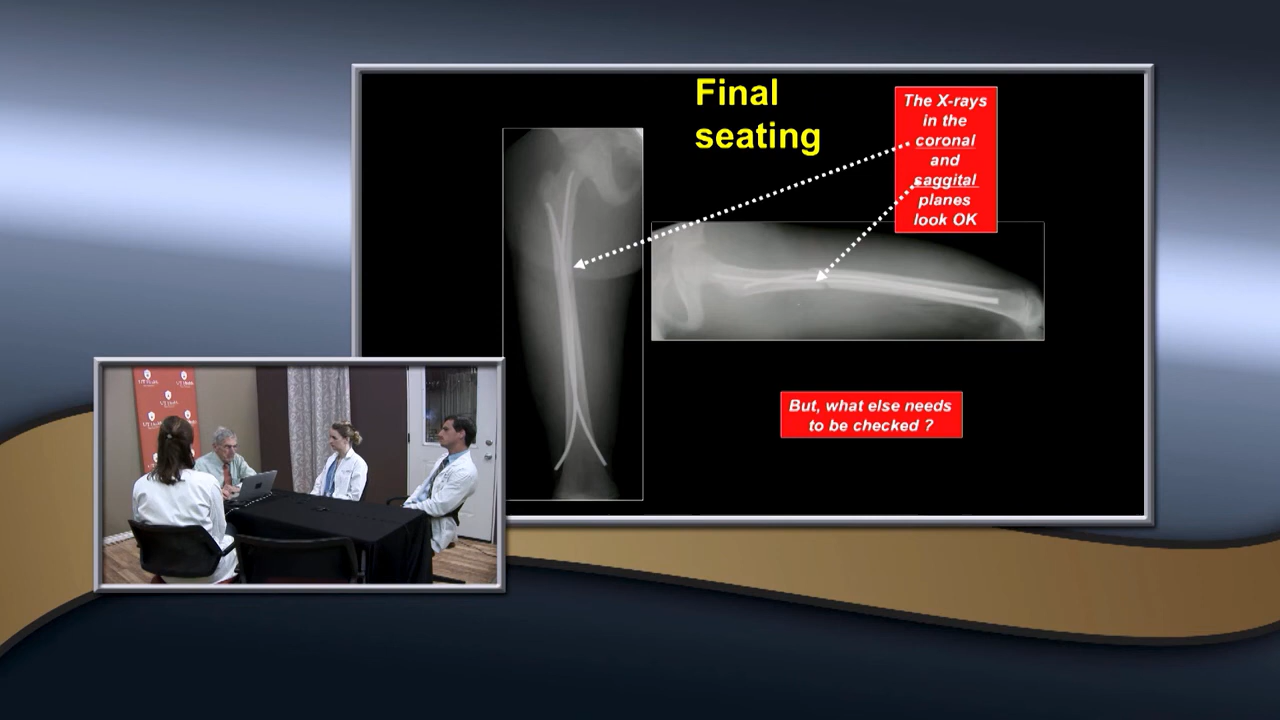 Final
seating
The X-rays
in the
coronal
and
saggital
planes
look OK
But, what else needs
to be checked ?